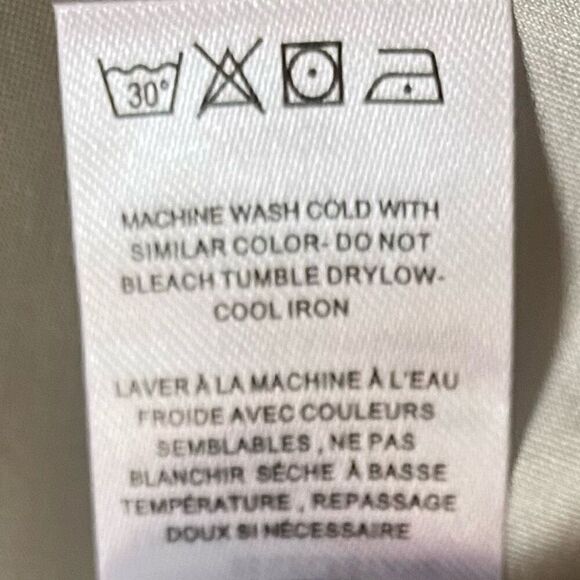 30°
MACHINE WASH COLD WITH
SIMILAR COLOR- DO NOT
BLEACH TUMBLE DRYLOW-
COOL IRON
LAVER À LA MACHINE À L'EAU
FROIDE AVEC COULEURS
SEMBLABLES , NE PAS
BLANCHIR SÉCHE À BASSE
TEMPÉRATURE , REPASSAGE
DOUX SI NÉCESSAIRE